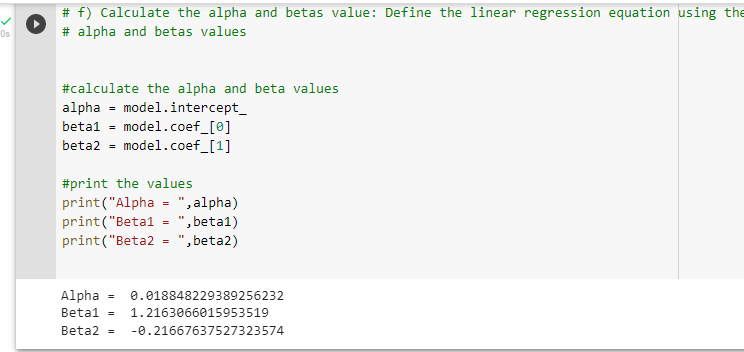 # f) Calculate the alpha and betas value: Define the linear regression equation using the
# alpha and betas values
0s
#calculate the alpha and beta values
alpha = model.intercept_
beta1 = model.coef_[0]
beta2 = model.coef_[1]
#print the values
print("Alpha = ",alpha)
print("Beta1 = ",beta1)
print("Beta2 = ",beta2)
Alpha =  0.018848229389256232
Beta1 =  1.2163066015953519
Beta2 =  -0.21667637527323574